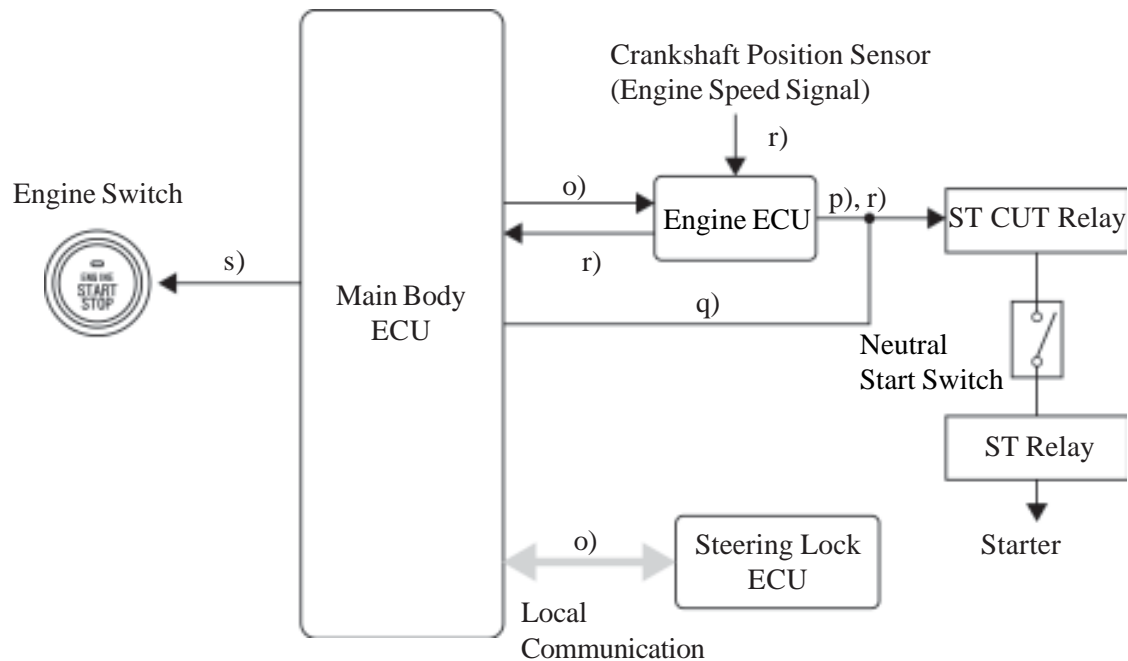 Crankshaft Position Sensor
(Engine Speed Signal)
r)
Engine Switch
o)
p), r)
Engine ECU
ST CUT Relay
s)
r)
ENGINE
START
STOP
Main Body
ECU
q)
Neutral
Start Switch
ST Relay
o)
Steering Lock
ECU
Starter
Local
Communication